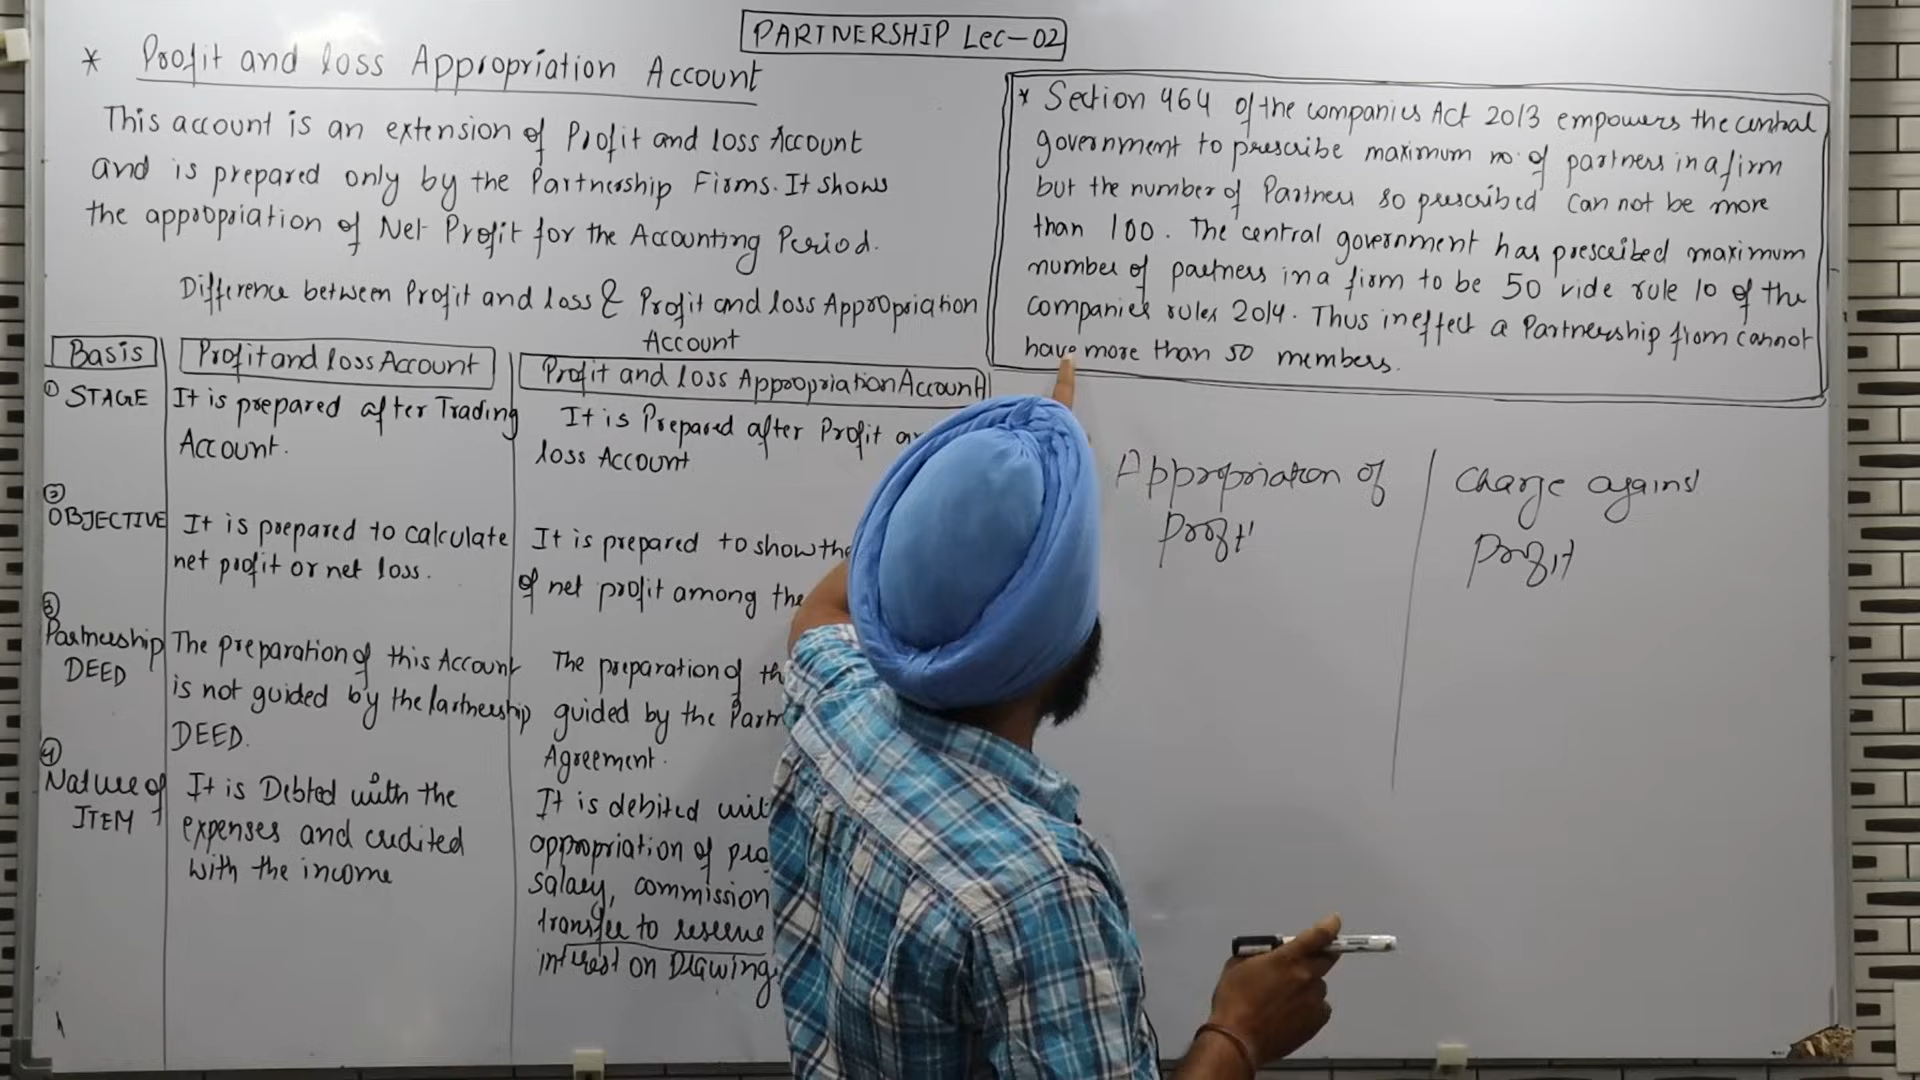 PARTNERSHIP Lec-02
* Profit and loss Appropriation Account
This account is an extension of Profit and loss Account
and is prepared only by the Partnership Firms. It shows
the appropriation of Net Profit for the Accounting Period.
Difference between Profit and loss & Profit and loss Appropriation
Account
Basis
Profit and loss Account
Profit and loss Appropriation Account
① STAGE
It is prepared after Trading
Account.
It is Prepared after Profit
loss Account
②
OBJECTIVE
It is prepared to calculate
net profit or net loss.
It is prepared to show the
of net profit among the
③
Partnership
DEED
The preparation of this Account
is not guided by the Partnership
DEED.
The preparation of
guided by the
Agreement.
④
Nature of
ITEM
It is Debted with the
expenses and credited
with the income
It is debited
appropriation of
salary, commission
transfer to reserve
interest on Drawing
* Section 464 of the companies Act 2013 empowers the central
government to prescribe maximum no. of partners in a firm
but the number of Partners so prescribed can not be more
than 100. The central government has prescribed maximum
number of partners in a firm to be 50 vide rule 10 of the
companies rules 2014. Thus in effect a Partnership firom cannot
have more than 50 members.
Appropriation of
Profit
Charge against
Profit